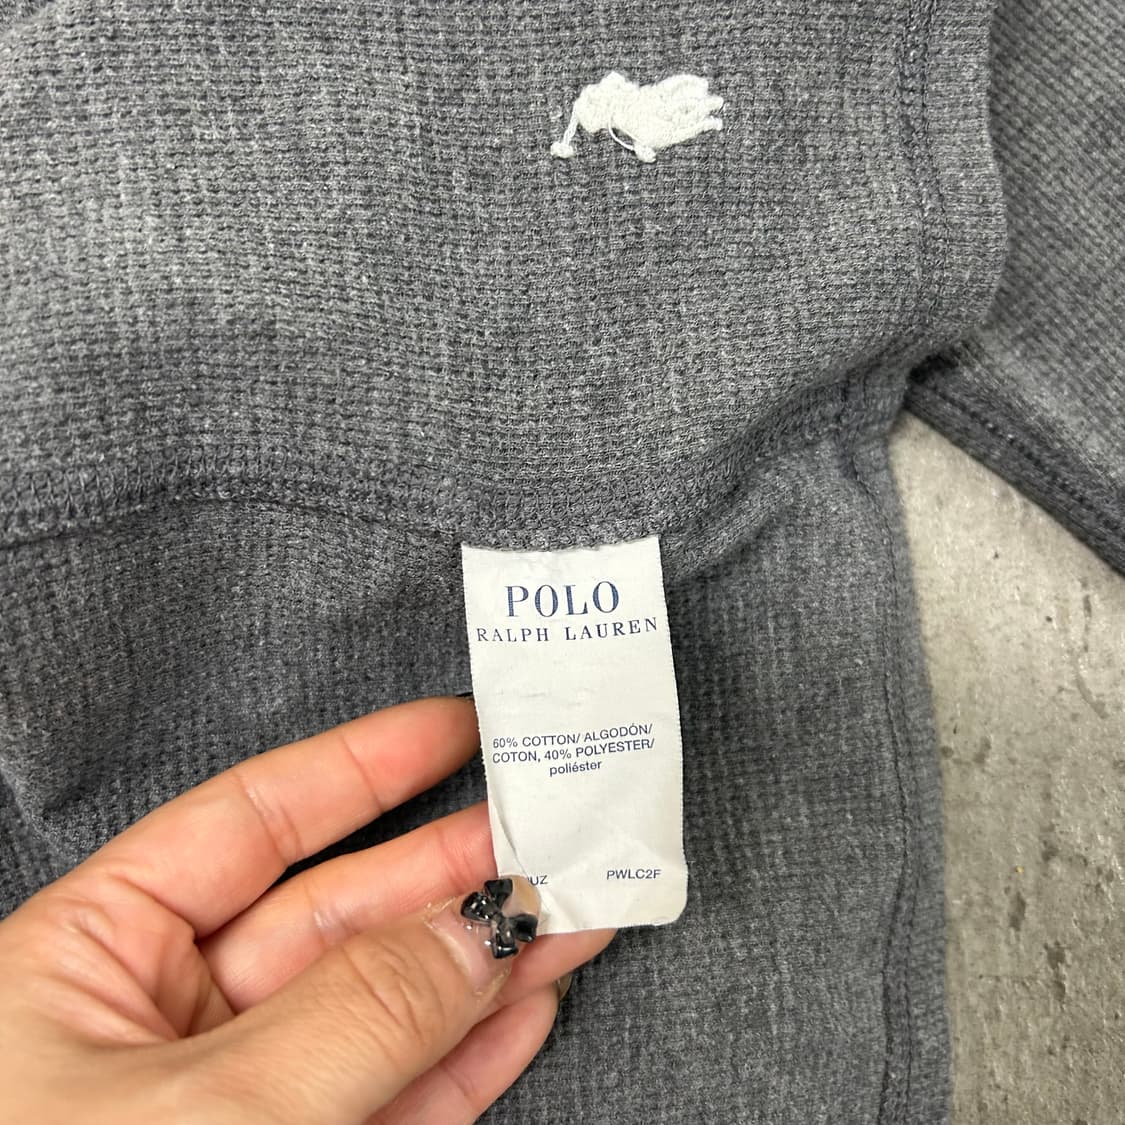 POLO
RALPH LAUREN
60% COTTON/ ALGODÓN/
COTON, 40% POLYESTER/
poliéster
PWLC2F